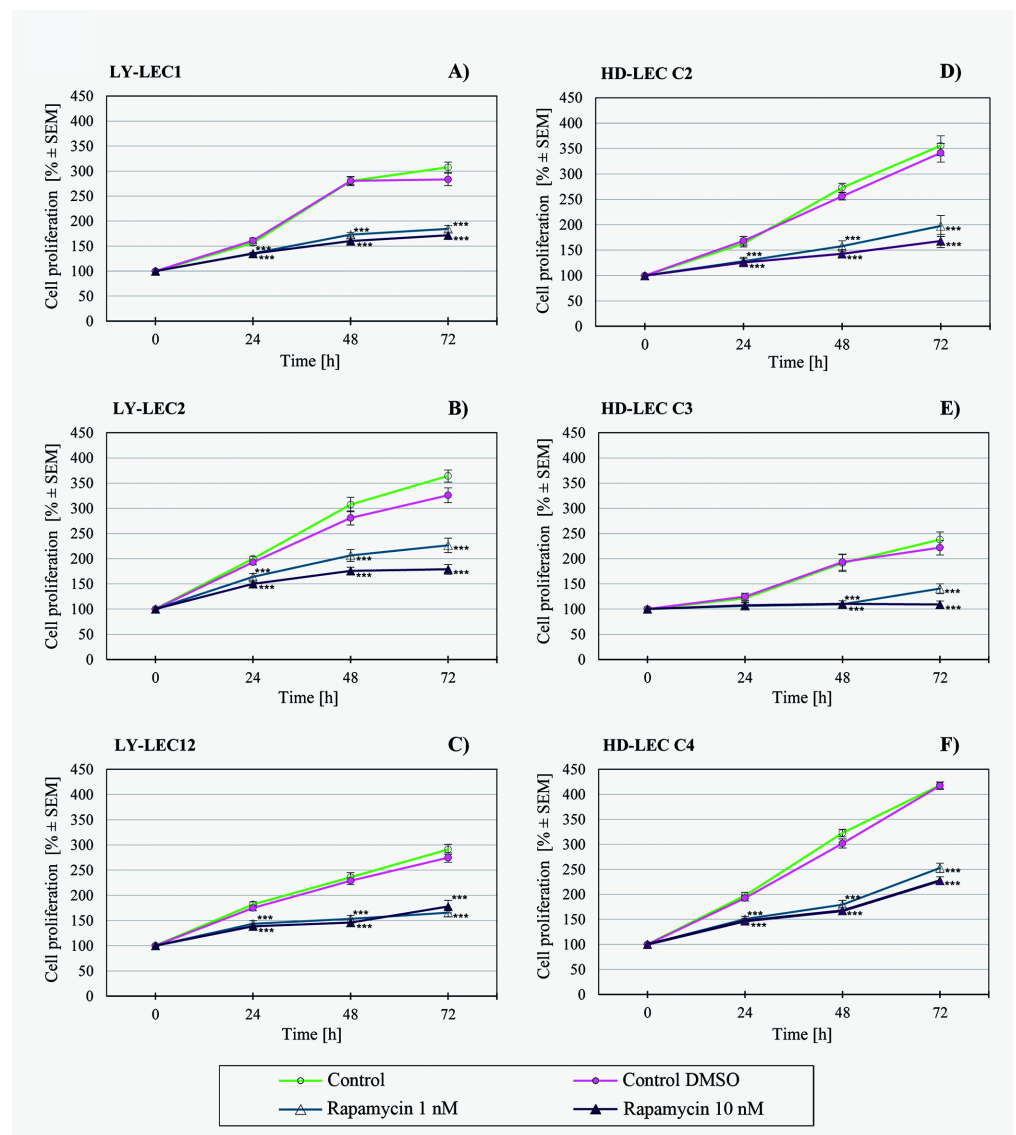 LY-LEC1 A)
Cell proliferation [% ± SEM]
450
400
350
300
250
200
150
100
50
0
*** *** ***
*** *** ***
0 24 48 72
Time [h]
HD-LEC C2 D)
Cell proliferation [% ± SEM]
450
400
350
300
250
200
150
100
50
0
*** *** ***
*** *** ***
0 24 48 72
Time [h]
LY-LEC2 B)
Cell proliferation [% ± SEM]
450
400
350
300
250
200
150
100
50
0
*** *** ***
*** *** ***
0 24 48 72
Time [h]
HD-LEC C3 E)
Cell proliferation [% ± SEM]
450
400
350
300
250
200
150
100
50
0
*** ***
*** ***
0 24 48 72
Time [h]
LY-LEC12 C)
Cell proliferation [% ± SEM]
450
400
350
300
250
200
150
100
50
0
*** *** ***
*** *** ***
0 24 48 72
Time [h]
HD-LEC C4 F)
Cell proliferation [% ± SEM]
450
400
350
300
250
200
150
100
50
0
*** *** ***
*** *** ***
0 24 48 72
Time [h]
Control Control DMSO
Rapamycin 1 nM Rapamycin 10 nM